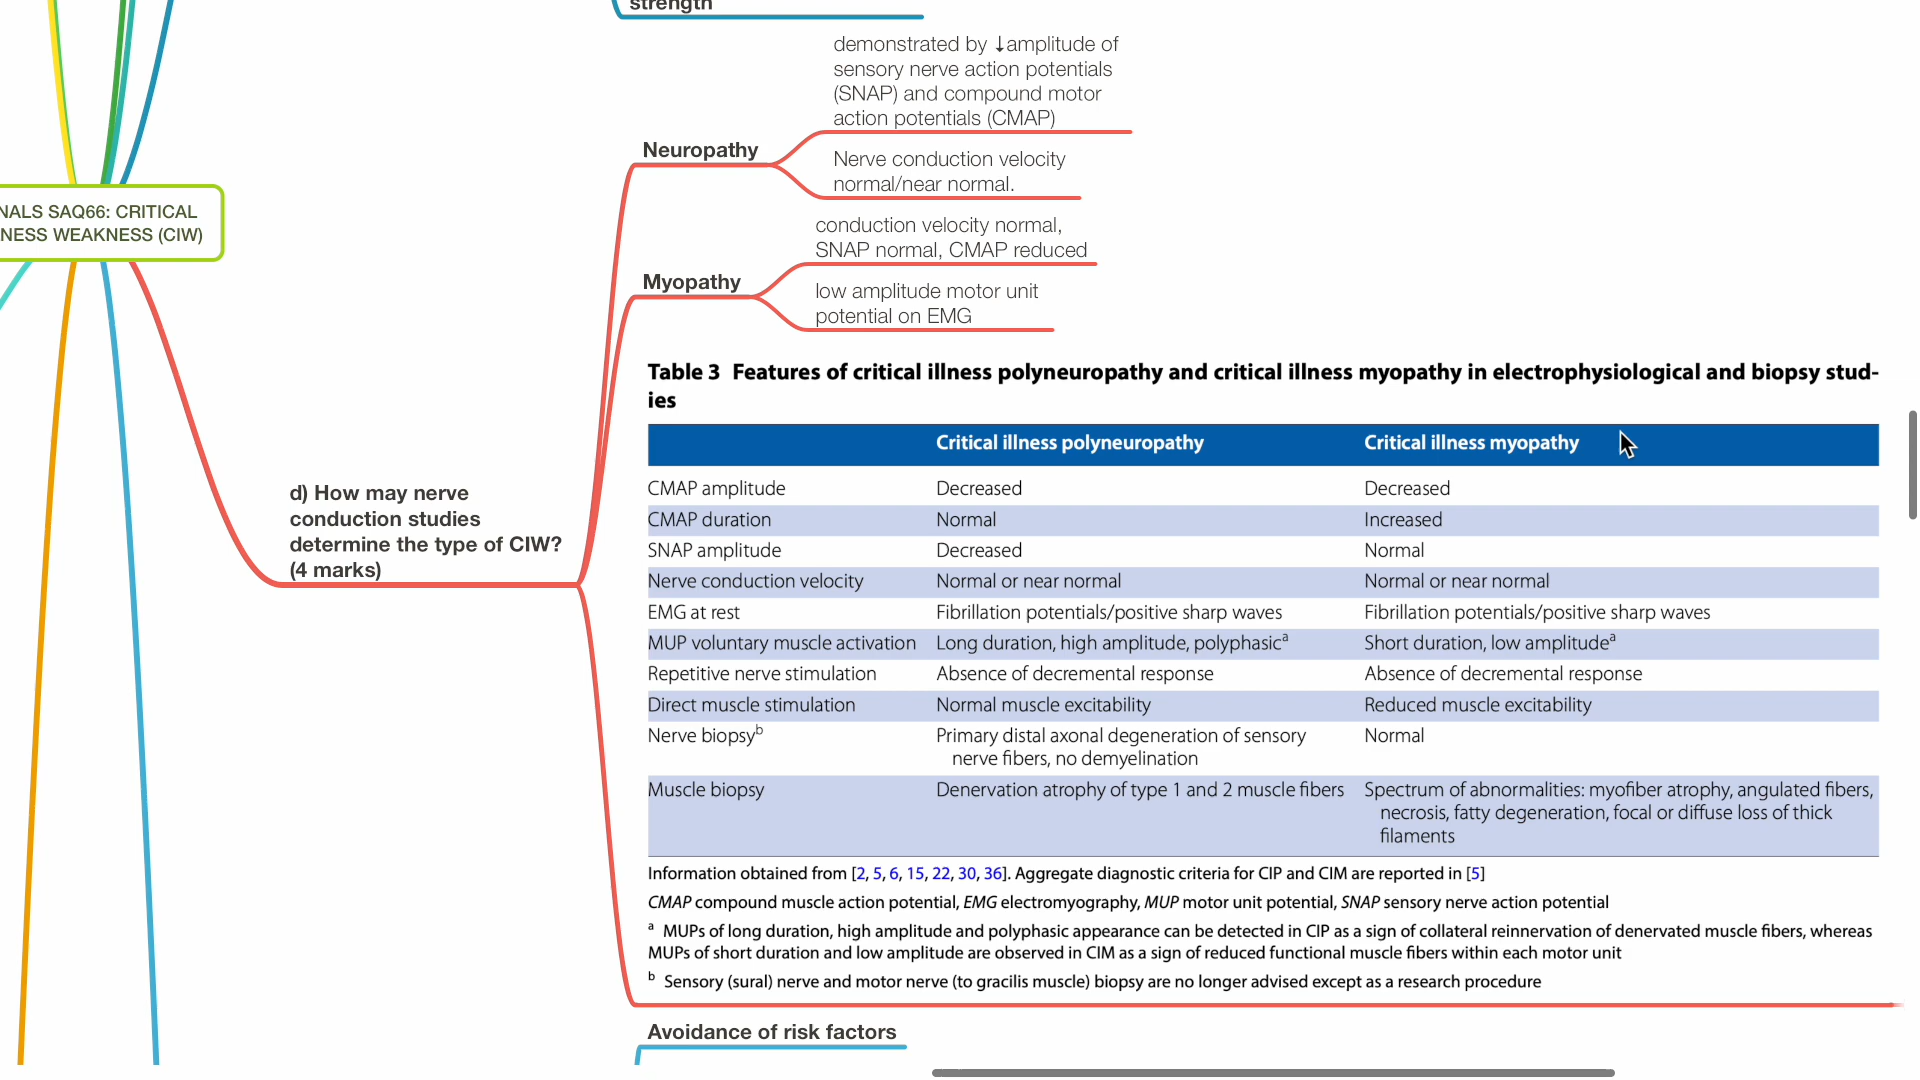 strength
demonstrated by ↓amplitude of
sensory nerve action potentials
(SNAP) and compound motor
action potentials (CMAP)
Neuropathy
Nerve conduction velocity
normal/near normal.
NALS SAQ66: CRITICAL
NESS WEAKNESS (CIW)
conduction velocity normal,
SNAP normal, CMAP reduced
Myopathy
low amplitude motor unit
potential on EMG
d) How may nerve
conduction studies
determine the type of CIW?
(4 marks)
Table 3 Features of critical illness polyneuropathy and critical illness myopathy in electrophysiological and biopsy stud-
ies
Critical illness polyneuropathy Critical illness myopathy
CMAP amplitude Decreased Decreased
CMAP duration Normal Increased
SNAP amplitude Decreased Normal
Nerve conduction velocity Normal or near normal Normal or near normal
EMG at rest Fibrillation potentials/positive sharp waves Fibrillation potentials/positive sharp waves
MUP voluntary muscle activation Long duration, high amplitude, polyphasicᵃ Short duration, low amplitudeᵃ
Repetitive nerve stimulation Absence of decremental response Absence of decremental response
Direct muscle stimulation Normal muscle excitability Reduced muscle excitability
Nerve biopsyᵇ Primary distal axonal degeneration of sensory Normal
nerve fibers, no demyelination
Muscle biopsy Denervation atrophy of type 1 and 2 muscle fibers Spectrum of abnormalities: myofiber atrophy, angulated fibers,
necrosis, fatty degeneration, focal or diffuse loss of thick
filaments
Information obtained from [2, 5, 6, 15, 22, 30, 36]. Aggregate diagnostic criteria for CIP and CIM are reported in [5]
CMAP compound muscle action potential, EMG electromyography, MUP motor unit potential, SNAP sensory nerve action potential
ᵃ MUPs of long duration, high amplitude and polyphasic appearance can be detected in CIP as a sign of collateral reinnervation of denervated muscle fibers, whereas
MUPs of short duration and low amplitude are observed in CIM as a sign of reduced functional muscle fibers within each motor unit
ᵇ Sensory (sural) nerve and motor nerve (to gracilis muscle) biopsy are no longer advised except as a research procedure
Avoidance of risk factors